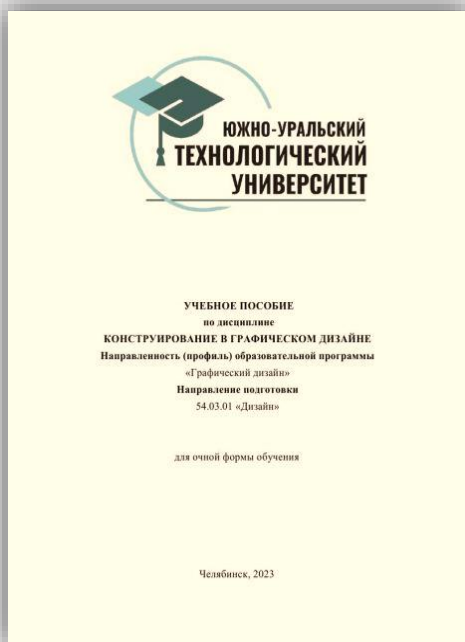 ЮЖНО-УРАЛЬСКИЙ
ТЕХНОЛОГИЧЕСКИЙ
УНИВЕРСИТЕТ
УЧЕБНОЕ ПОСОБИЕ
по дисциплине
КОНСТРУИРОВАНИЕ В ГРАФИЧЕСКОМ ДИЗАЙНЕ
Направленность (профиль) образовательной программы
«Графический дизайн»
Направление подготовки
54.03.01 «Дизайн»
для очной формы обучения
Челябинск, 2023